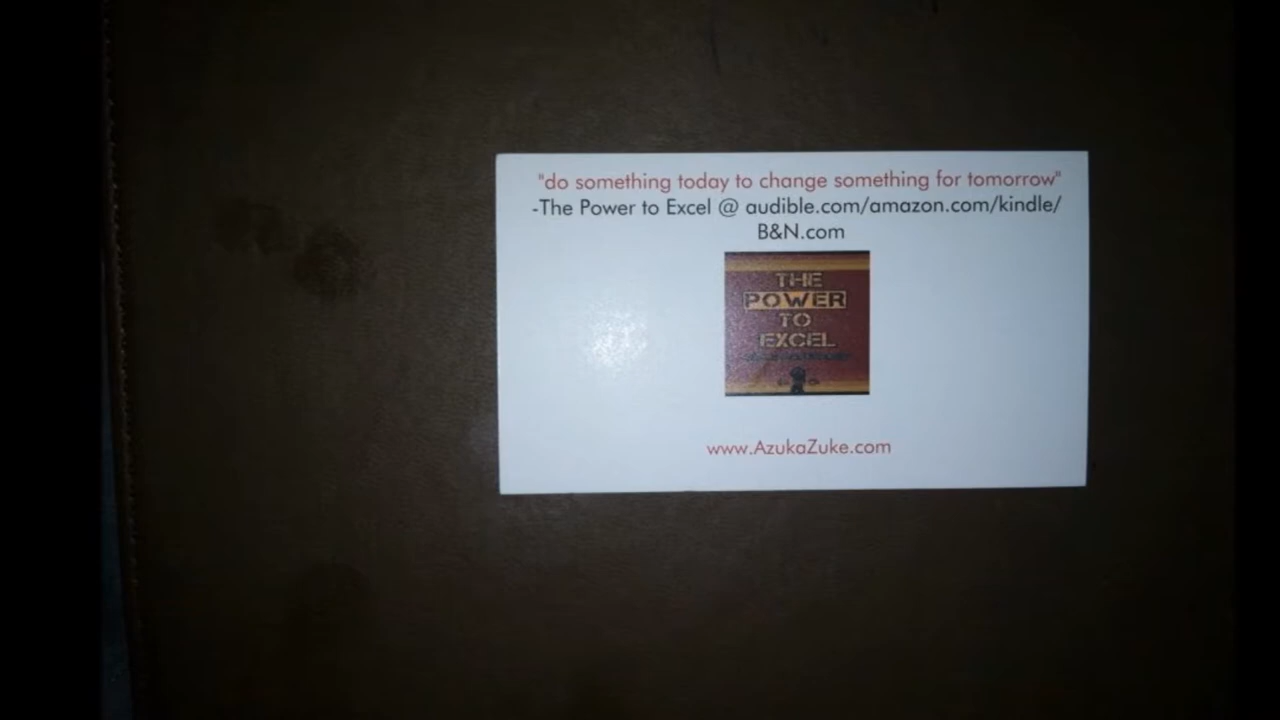 "do something today to change something for tomorrow"
-The Power to Excel @ audible.com/amazon.com/kindle/
B&N.com
THE
POWER
TO
EXCEL
www.AzukaZuke.com